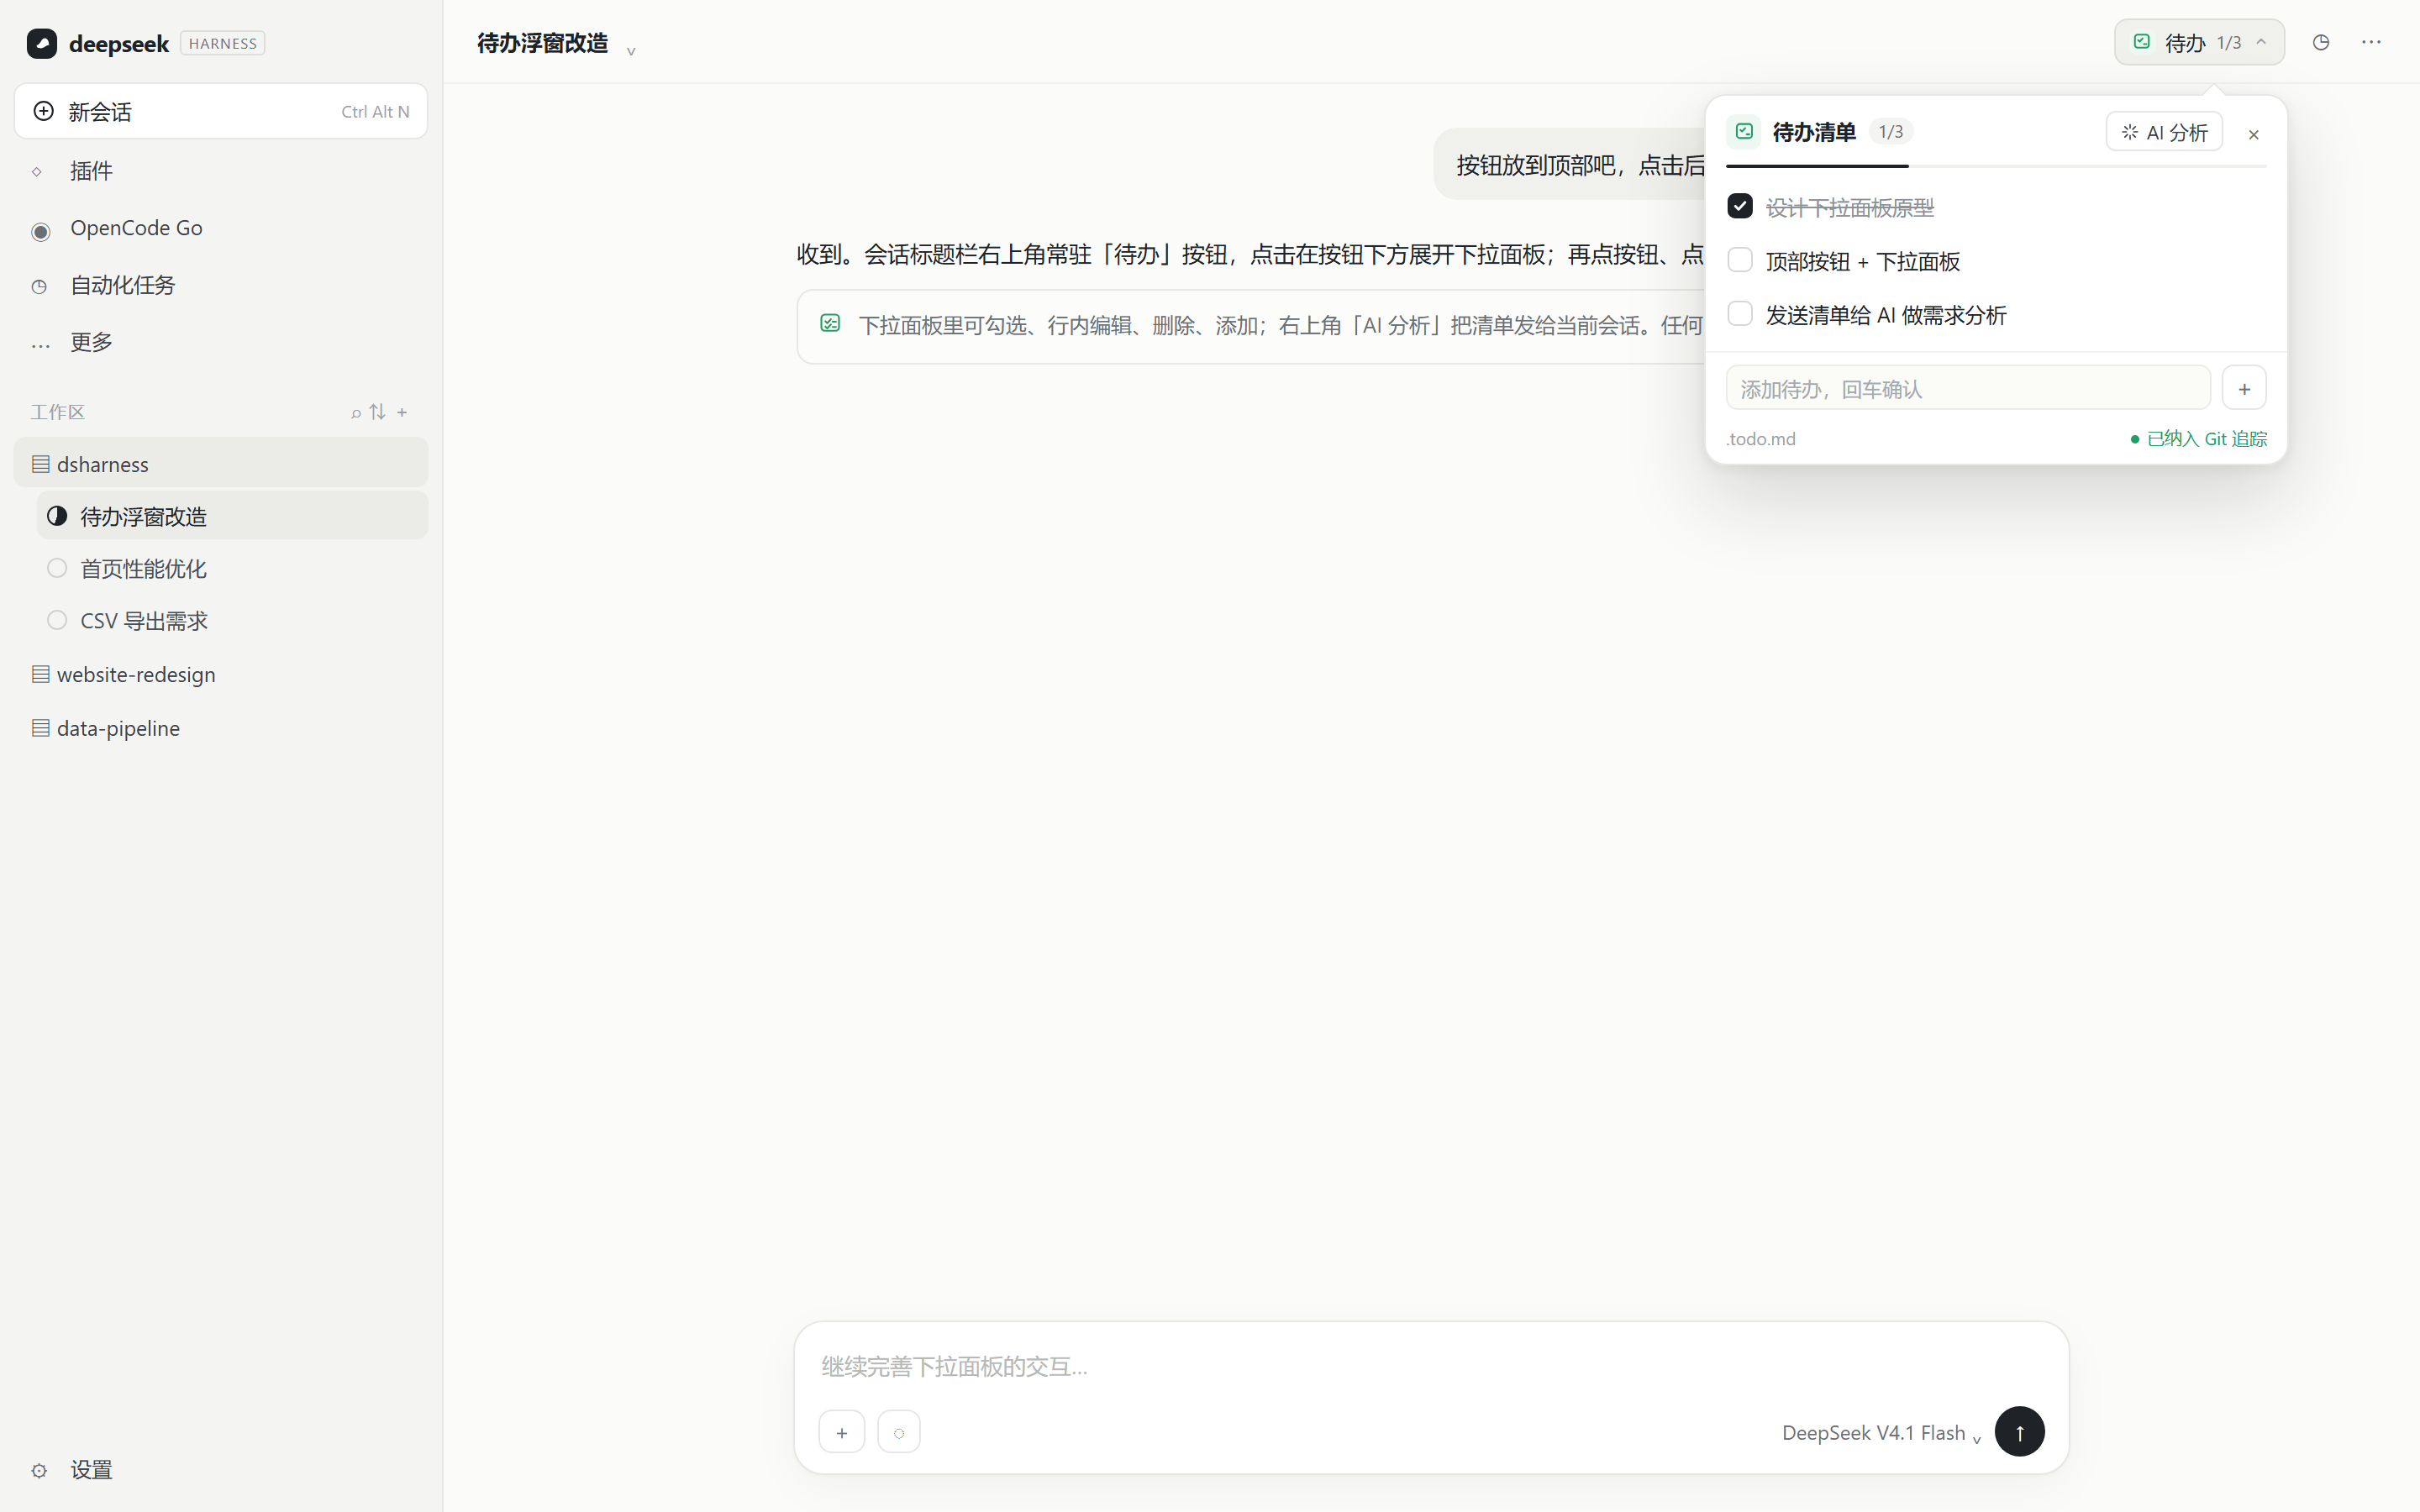 deepseek HARNESS
新会话 Ctrl Alt N
插件
OpenCode Go
自动化任务
更多
工作区
dsharness
待办浮窗改造
首页性能优化
CSV 导出需求
website-redesign
data-pipeline
设置
待办浮窗改造
待办 1/3
按钮放到顶部吧，点击后
收到。会话标题栏右上角常驻「待办」按钮，点击在按钮下方展开下拉面板；再点按钮、点
下拉面板里可勾选、行内编辑、删除、添加；右上角「AI 分析」把清单发给当前会话。任何
待办清单 1/3 AI 分析 ×
设计下拉面板原型
顶部按钮 + 下拉面板
发送清单给 AI 做需求分析
添加待办，回车确认 +
.todo.md 已纳入 Git 追踪
继续完善下拉面板的交互...
DeepSeek V4.1 Flash